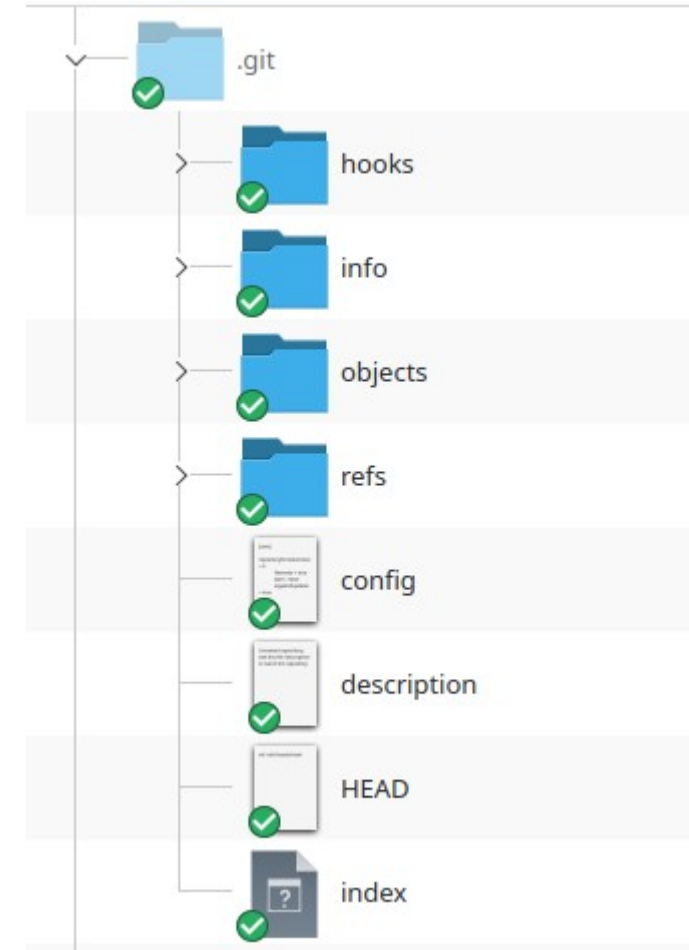 .git
hooks
info
objects
refs
config
description
HEAD
index
?